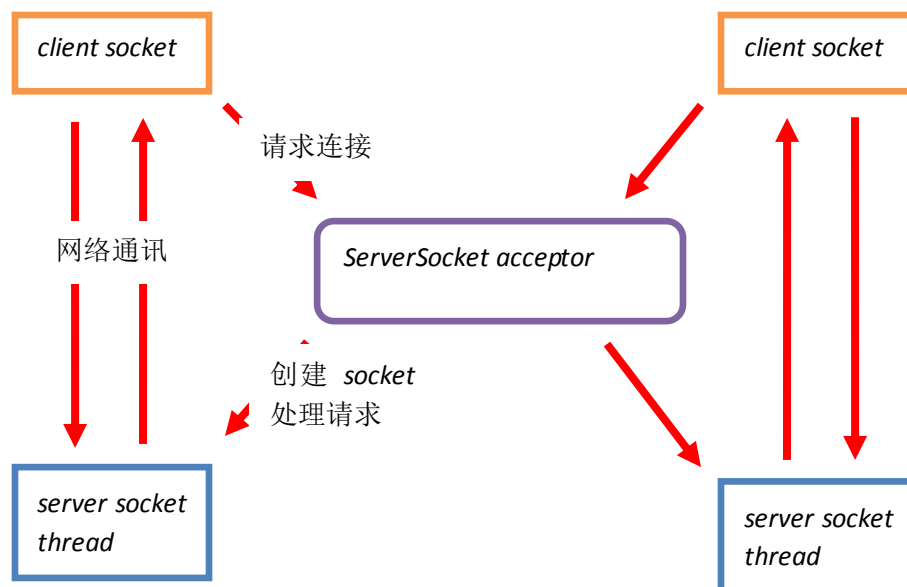 client socket
client socket
请求连接
网络通讯
ServerSocket acceptor
创建 socket
处理请求
server socket
thread
server socket
thread